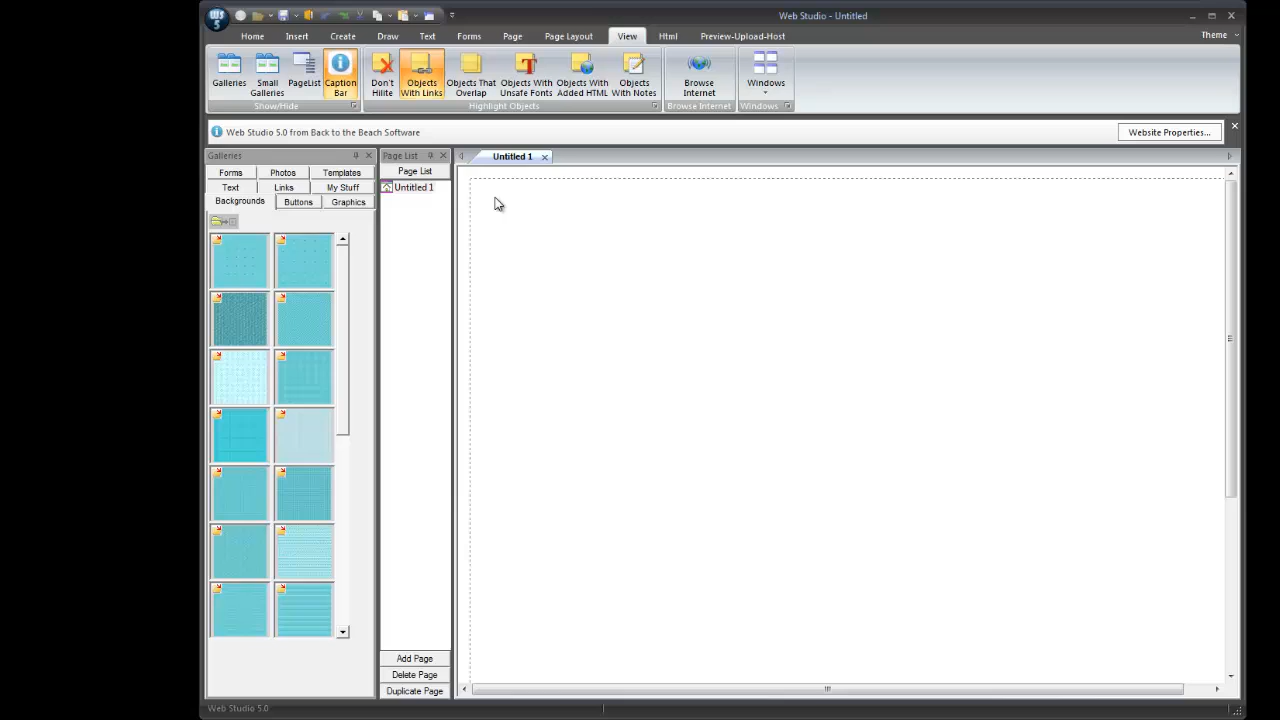 WS
5
Web Studio - Untitled
Home Insert Create Draw Text Forms Page Page Layout View Html Preview-Upload-Host Theme
Galleries Small Galleries PageList Caption Bar Don't Hilite Objects With Links Objects That Overlap Objects With Unsafe Fonts Objects With Added HTML Objects With Notes Browse Internet Windows
Show/Hide Highlight Objects Browse Internet Windows
Web Studio 5.0 from Back to the Beach Software Website Properties...
Galleries Page List Untitled 1
Forms Photos Templates Page List
Text Links My Stuff Untitled 1
Backgrounds Buttons Graphics
Add Page
Delete Page
Duplicate Page
Web Studio 5.0